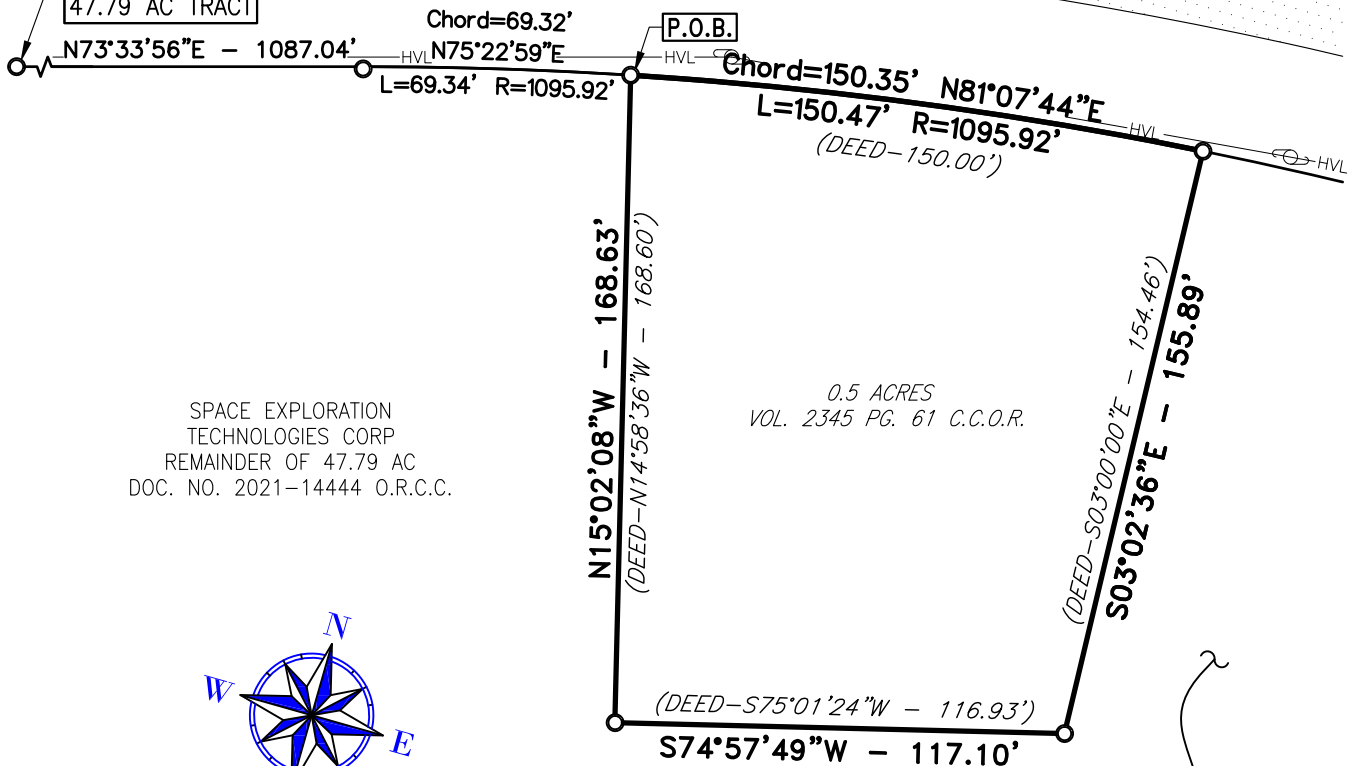 47.79 AC TRACT
N73°33'56"E – 1087.04'
Chord=69.32'
HVL N75°22'59"E
L=69.34' R=1095.92'
P.O.B.
HVL
Chord=150.35' N81°07'44"E
L=150.47' R=1095.92'
(DEED–150.00')
HVL
HVL
N15°02'08"W – 168.63'
(DEED–N14°58'36"W – 168.60')
0.5 ACRES
VOL. 2345 PG. 61 C.C.O.R.
(DEED–S03°00'00"E – 154.46')
S03°02'36"E – 155.89'
SPACE EXPLORATION
TECHNOLOGIES CORP
REMAINDER OF 47.79 AC
DOC. NO. 2021–14444 O.R.C.C.
N
W
E
(DEED–S75°01'24"W – 116.93')
S74°57'49"W – 117.10'